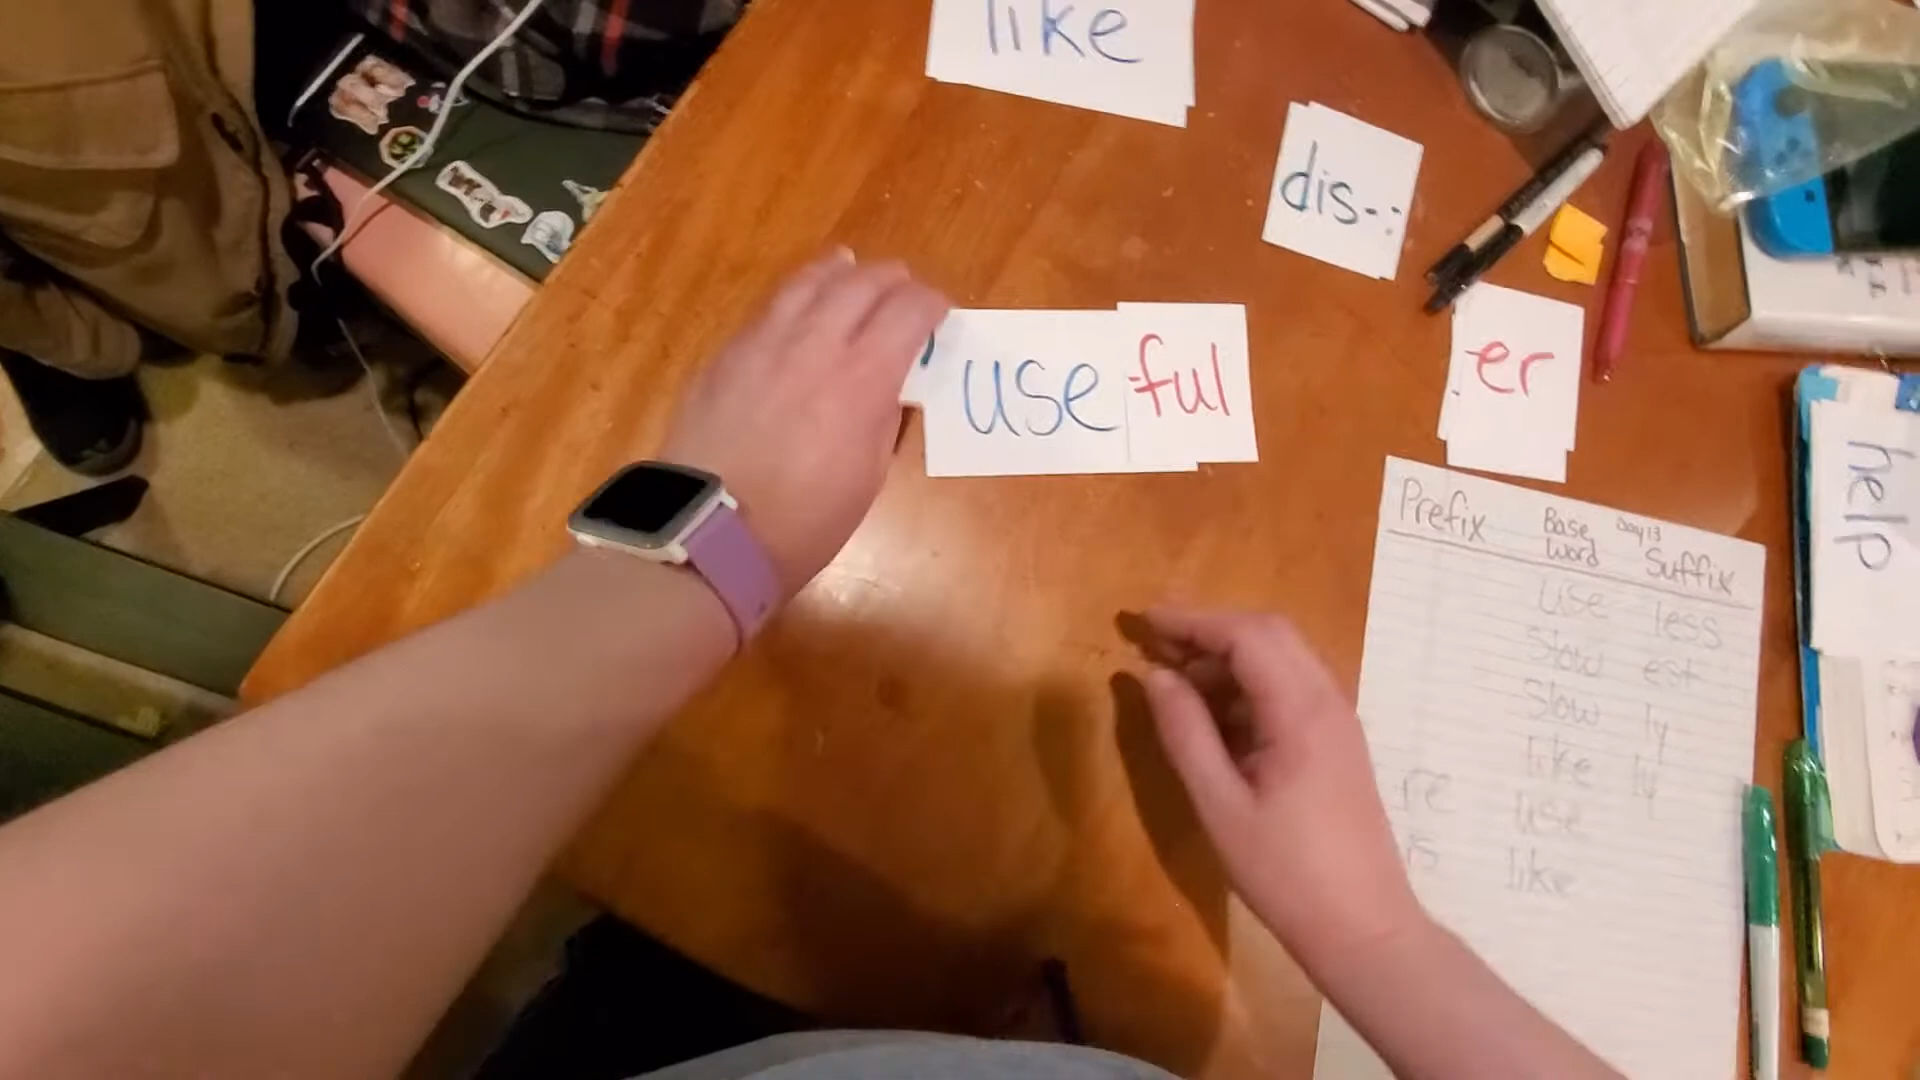 like
dis-
use -ful
-er
help
Prefix Base Word Day 13 Suffix
use less
slow est
slow ly
like ly
re use
is like